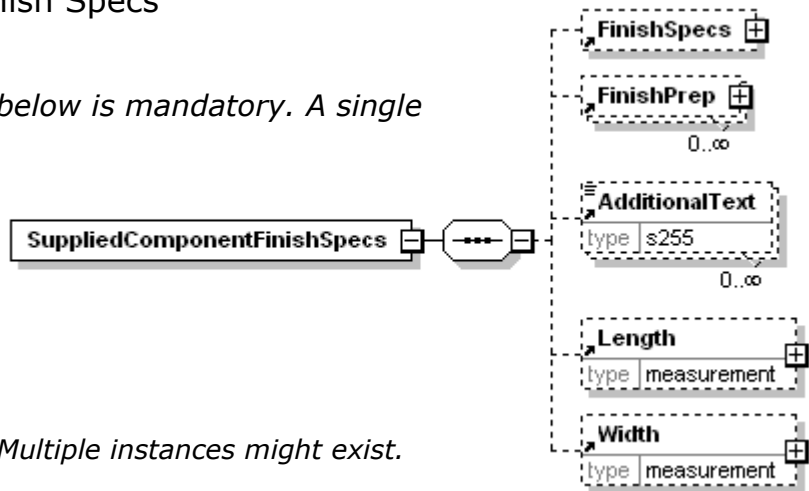 Specs
FinishSpecs
below is mandatory. A single
FinishPrep
0..∞
AdditionalText
type s255
0..∞
SuppliedComponentFinishSpecs
Length
type measurement
Multiple instances might exist.
Width
type measurement